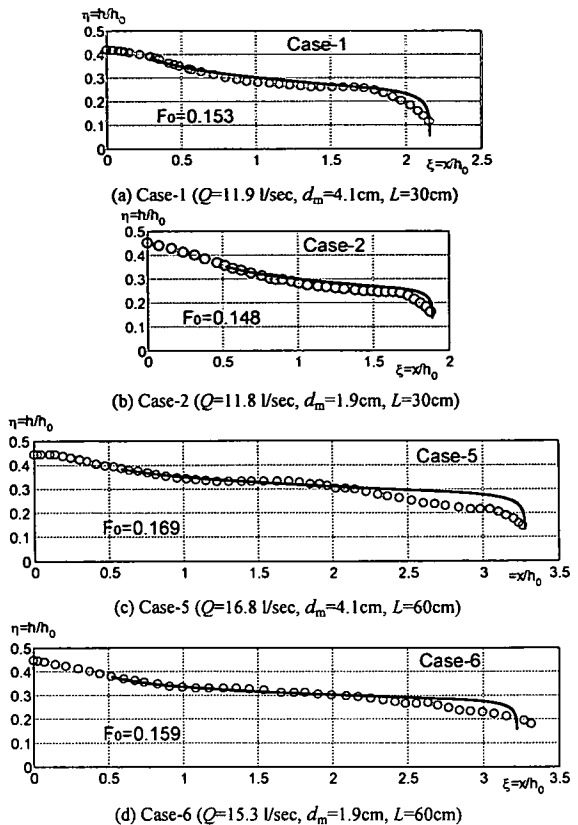 η=h/h₀
Case-1
0.5
0.4
0.3
0.2
0.1
0
F₀=0.153
0 0.5 1 1.5 2 2.5
ξ=x/h₀
(a) Case-1 (Q=11.9 l/sec, dₘ=4.1cm, L=30cm)
η=h/h₀
Case-2
0.5
0.4
0.3
0.2
0.1
0
F₀=0.148
0 0.5 1 1.5 2
ξ=x/h₀
(b) Case-2 (Q=11.8 l/sec, dₘ=1.9cm, L=30cm)
η=h/h₀
Case-5
0.5
0.4
0.3
0.2
0.1
0
F₀=0.169
0 0.5 1 1.5 2 2.5 3 3.5
=x/h₀
(c) Case-5 (Q=16.8 l/sec, dₘ=4.1cm, L=60cm)
η=h/h₀
Case-6
0.5
0.4
0.3
0.2
0.1
0
F₀=0.159
0 0.5 1 1.5 2 2.5 3 3.5
ξ=x/h₀
(d) Case-6 (Q=15.3 l/sec, dₘ=1.9cm, L=60cm)